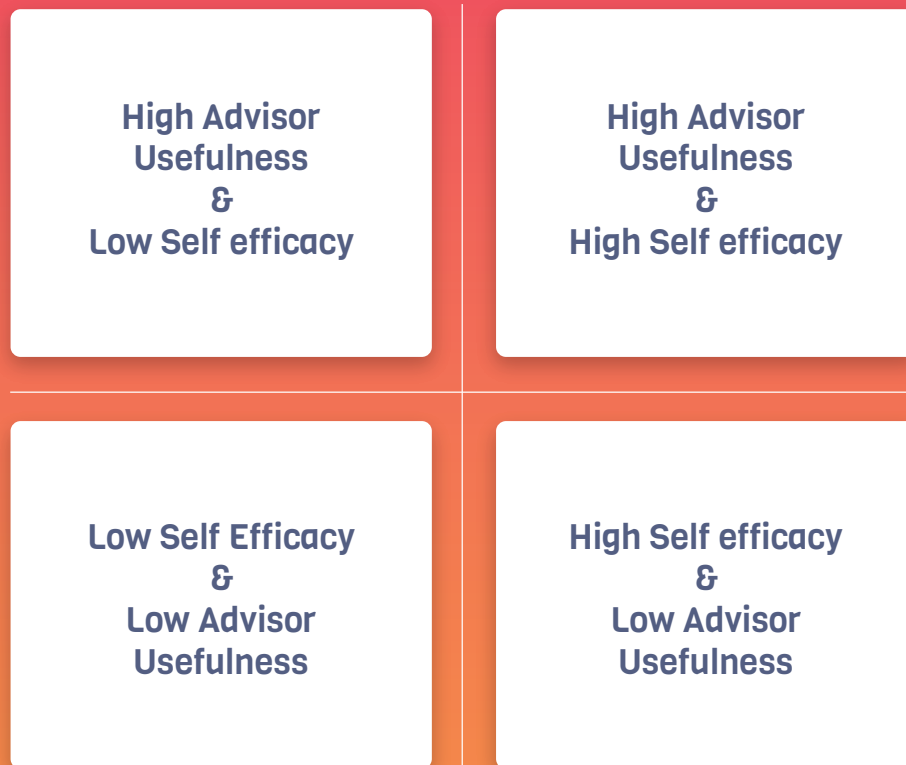 High Advisor
Usefulness
&
Low Self efficacy
High Advisor
Usefulness
&
High Self efficacy
Low Self Efficacy
&
Low Advisor
Usefulness
High Self efficacy
&
Low Advisor
Usefulness